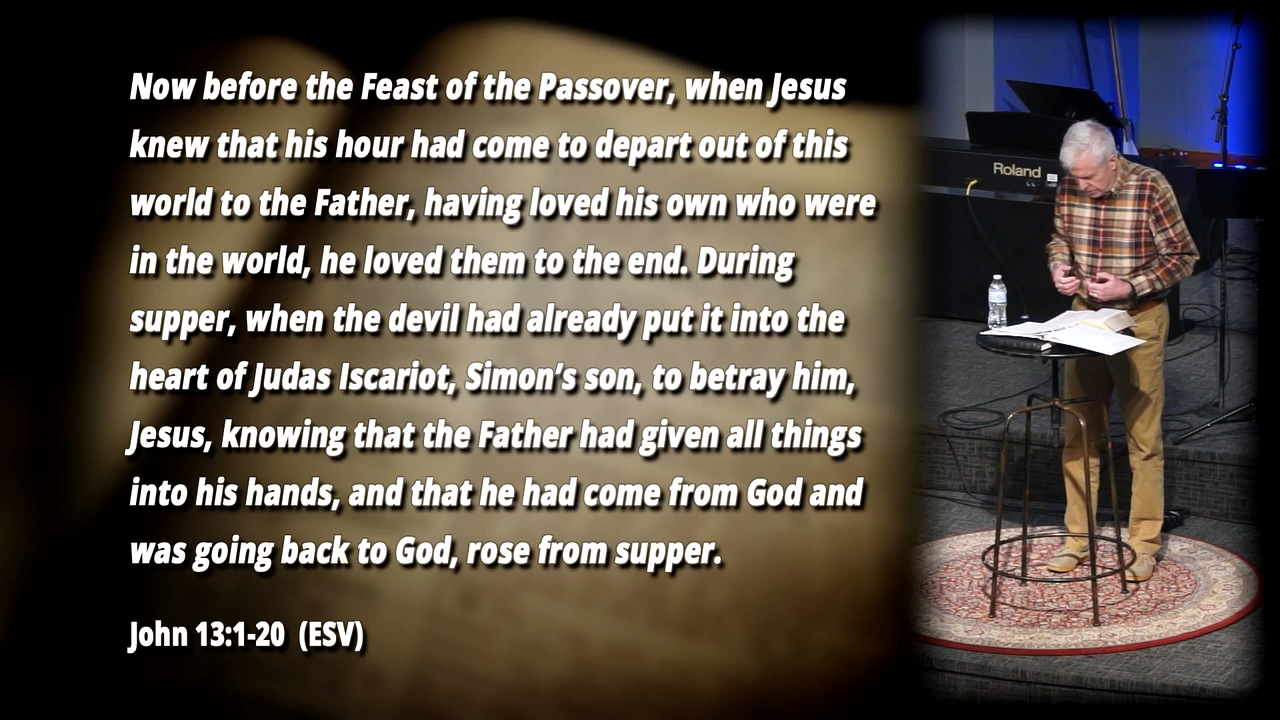 Now before the Feast of the Passover, when Jesus
knew that his hour had come to depart out of this
world to the Father, having loved his own who were
in the world, he loved them to the end. During
supper, when the devil had already put it into the
heart of Judas Iscariot, Simon’s son, to betray him,
Jesus, knowing that the Father had given all things
into his hands, and that he had come from God and
was going back to God, rose from supper.
John 13:1-20 (ESV)
Roland